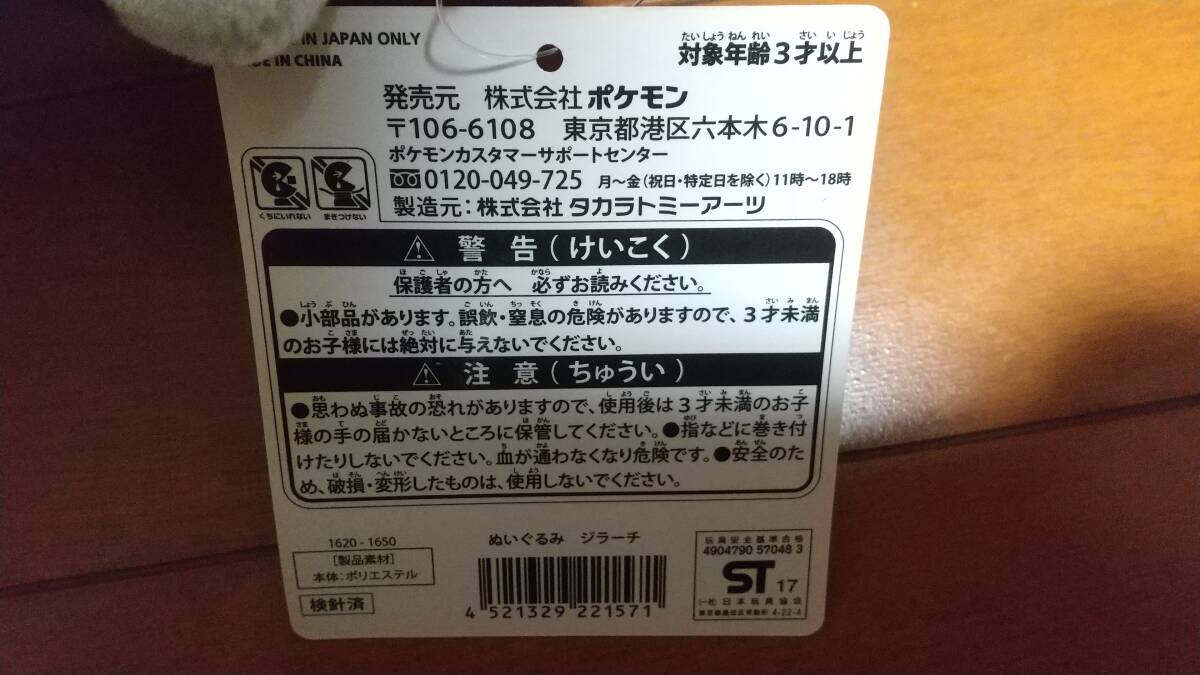 IN JAPAN ONLY
IN CHINA
対象年齢3才以上
発売元 株式会社ポケモン
〒106-6108 東京都港区六本木6-10-1
ポケモンカスタマーサポートセンター
0120-049-725 月〜金(祝日・特定日を除く)11時〜18時
製造元:株式会社タカラトミーアーツ
くちにいれない まきつけない
警告(けいこく)
保護者の方へ 必ずお読みください。
●小部品があります。誤飲・窒息の危険がありますので、3才未満
のお子様には絶対に与えないでください。
注意(ちゅうい)
●思わぬ事故の恐れがありますので、使用後は3才未満のお子
様の手の届かないところに保管してください。●指などに巻き付
けたりしないでください。血が通わなくなり危険です。●安全のた
め、破損・変形したものは、使用しないでください。
1620-1650
[製品素材]
本体:ポリエステル
検針済
ぬいぐるみ ジラーチ
4 521329 221571
玩具安全基準合格
4904790 57048 3
ST 17
(一社)日本玩具協会
東京都墨田区東駒形 4-22-4